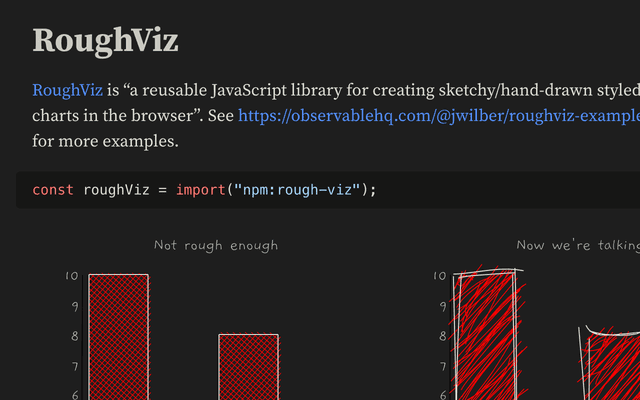 RoughViz
RoughViz is “a reusable JavaScript library for creating sketchy/hand-drawn styled
charts in the browser”. See https://observablehq.com/@jwilber/roughviz-example
for more examples.
const roughViz = import("npm:rough-viz");
Not rough enough
Now we're talking
10
9
8
7
6
10
9
8
7
6